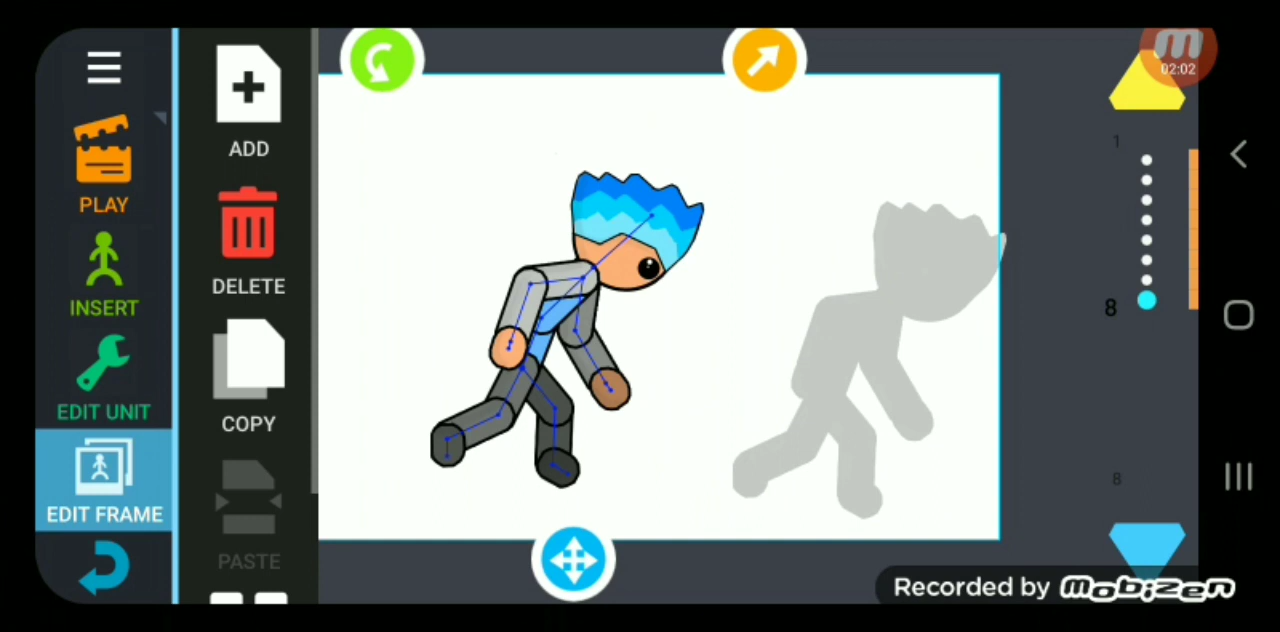 PLAY
INSERT
EDIT UNIT
EDIT FRAME
ADD
DELETE
COPY
PASTE
02:02
1
8
8
Recorded by Mobizen